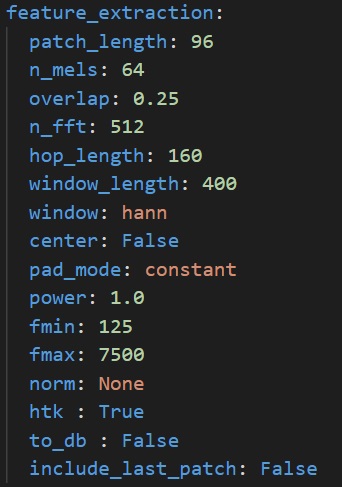 feature_extraction:
patch_length: 96
n_mels: 64
overlap: 0.25
n_fft: 512
hop_length: 160
window_length: 400
window: hann
center: False
pad_mode: constant
power: 1.0
fmin: 125
fmax: 7500
norm: None
htk : True
to_db : False
include_last_patch: False